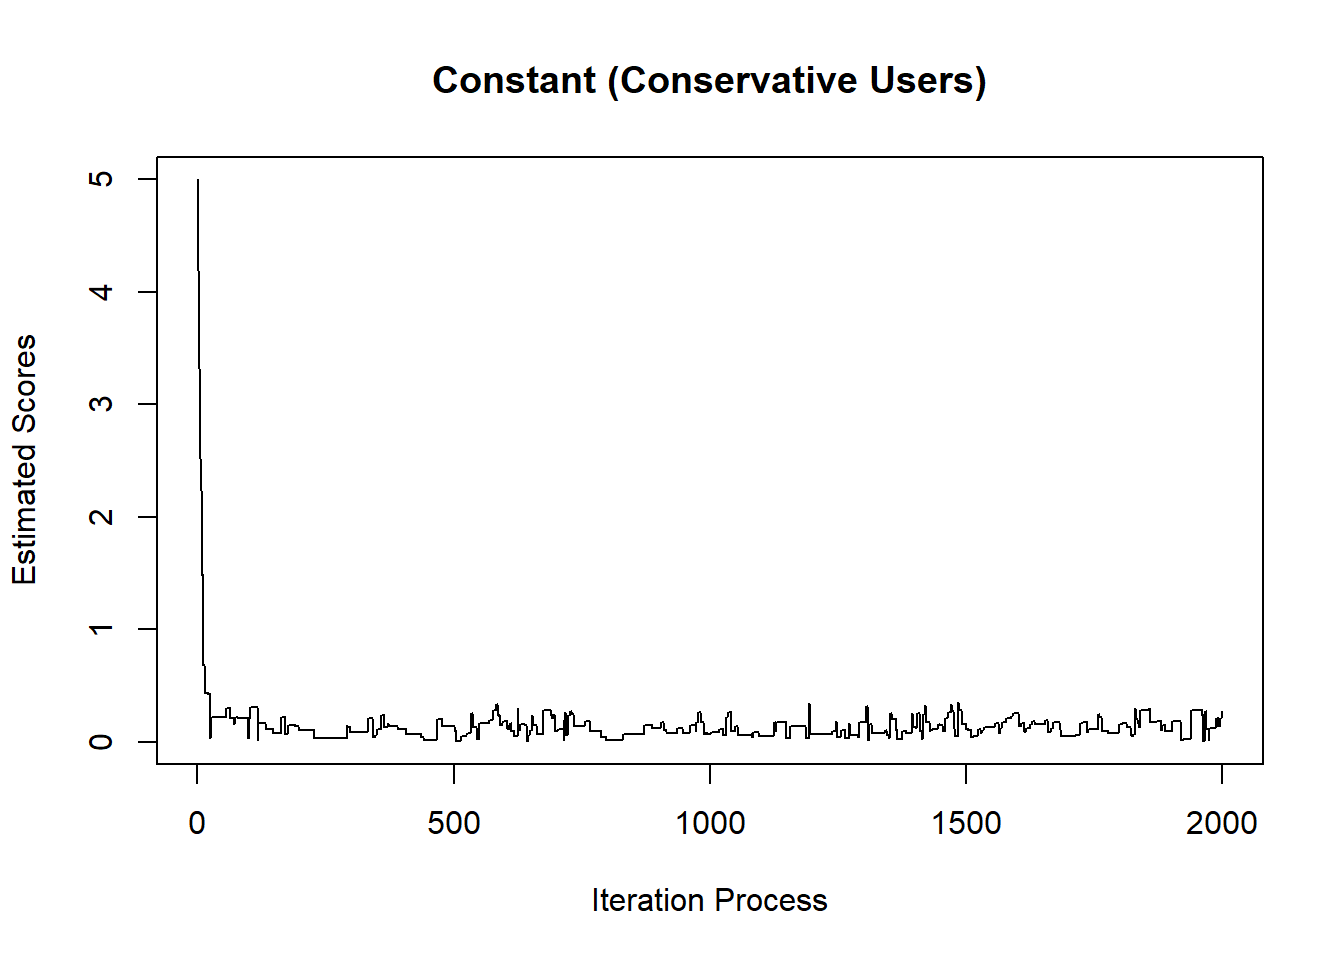 Constant (Conservative Users)
Estimated Scores
5
4
3
2
1
0
0 500 1000 1500 2000
Iteration Process